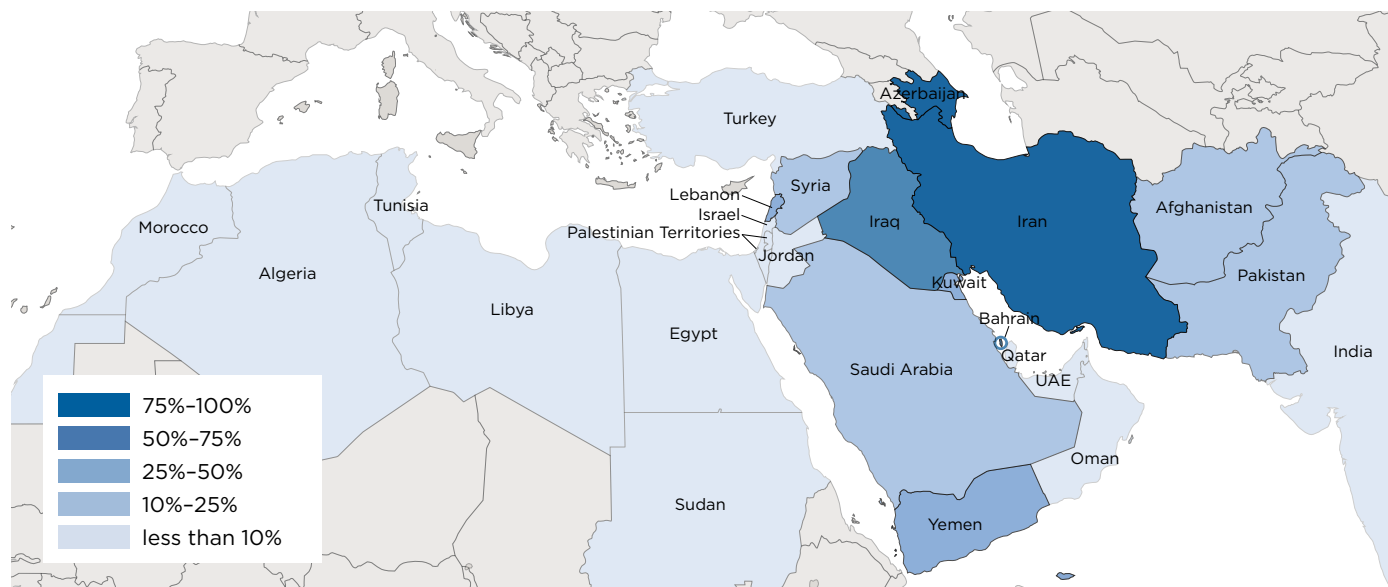 Azerbaijan
Turkey
Syria
Lebanon
Tunisia
Israel
Iran
Afghanistan
Morocco
Iraq
Palestinian Territories
Jordan
Algeria
Pakistan
Kuwait
Libya
Bahrain
Egypt
Qatar
India
Saudi Arabia
UAE
75%–100%
50%–75%
Oman
25%–50%
10%–25%
Sudan
Yemen
less than 10%